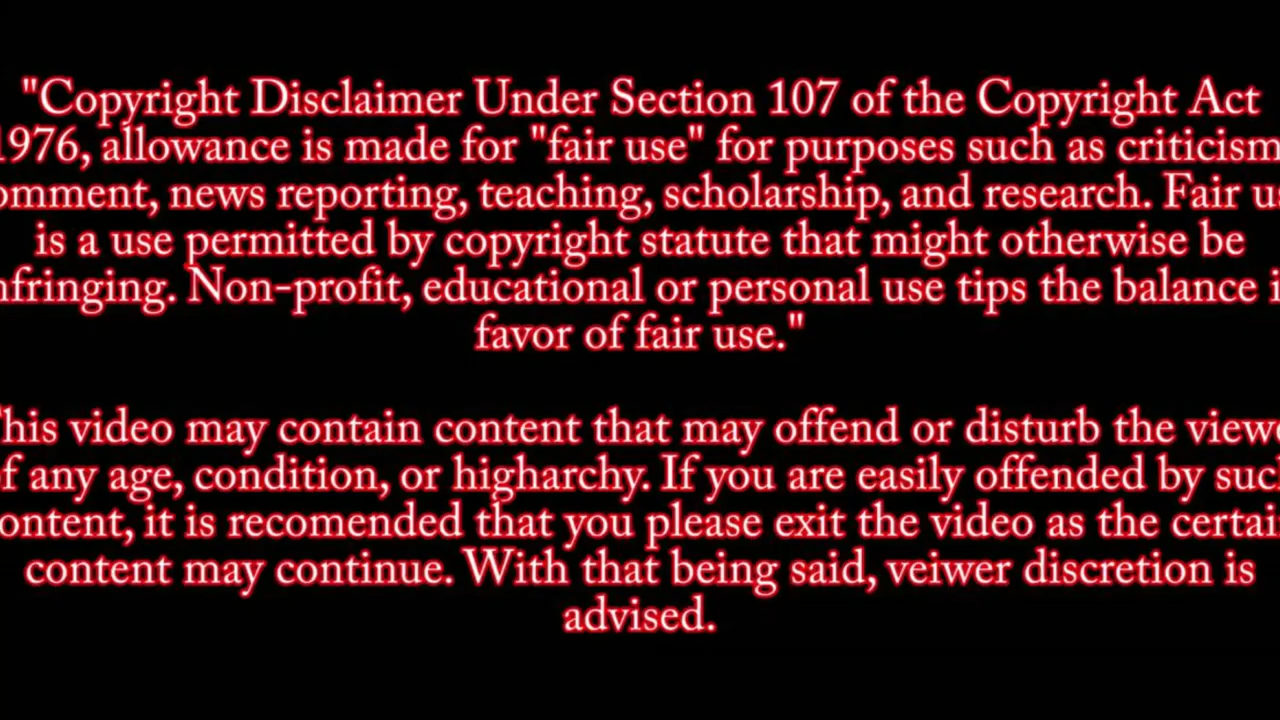 "Copyright Disclaimer Under Section 107 of the Copyright Act
1976, allowance is made for "fair use" for purposes such as criticism
omment, news reporting, teaching, scholarship, and research. Fair u
is a use permitted by copyright statute that might otherwise be
nfringing. Non-profit, educational or personal use tips the balance i
favor of fair use."
This video may contain content that may offend or disturb the viewe
of any age, condition, or higharchy. If you are easily offended by suc
ontent, it is recomended that you please exit the video as the certai
content may continue. With that being said, veiwer discretion is
advised.